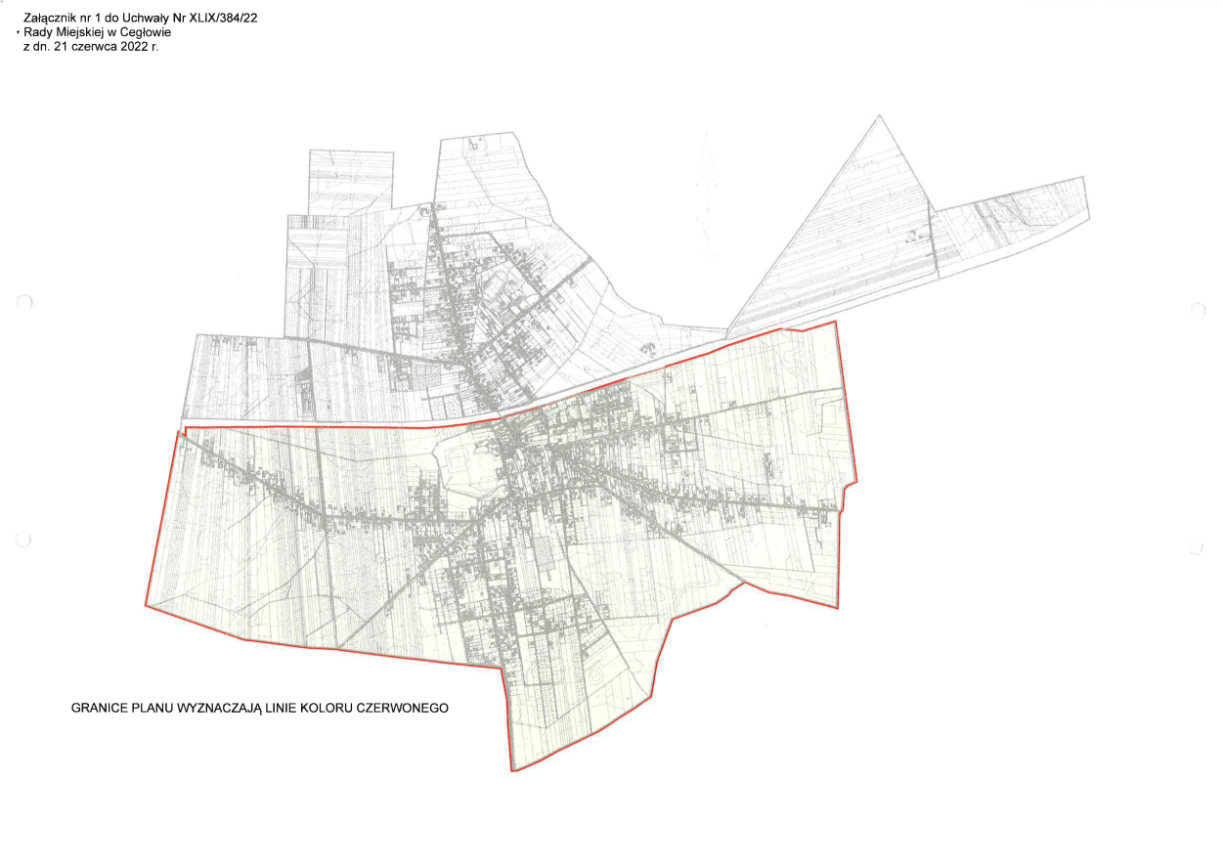 Załącznik nr 1 do Uchwały Nr XLIX/384/22
Rady Miejskiej w Cegłowie
z dn. 21 czerwca 2022 r.
GRANICE PLANU WYZNACZAJĄ LINIE KOLORU CZERWONEGO